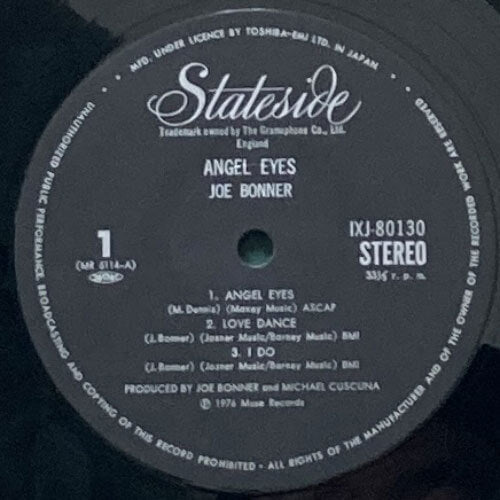 MFD. UNDER LICENCE BY TOSHIBA-EMI LTD. IN JAPAN.
Stateside
Trademark owned by The Gramophone Co., Ltd.
England
ANGEL EYES
JOE BONNER
1
(MR 5114-A)
IXJ-80130
STEREO
33⅓ r. p. m.
1. ANGEL EYES
(M. Dennis) (Maxey Music) ASCAP
2. LOVE DANCE
(J. Bonner) (Josner Music/Barney Music) BMI
3. I DO
(J. Bonner) (Josner Music/Barney Music) BMI
PRODUCED BY JOE BONNER and MICHAEL CUSCUNA
℗ 1976 Muse Records
UNAUTHORIZED PUBLIC PERFORMANCE, BROADCASTING AND COPYING OF THIS RECORD PROHIBITED • ALL RIGHTS OF THE MANUFACTURER AND OF THE OWNER OF THE RECORDED WORK ARE RESERVED